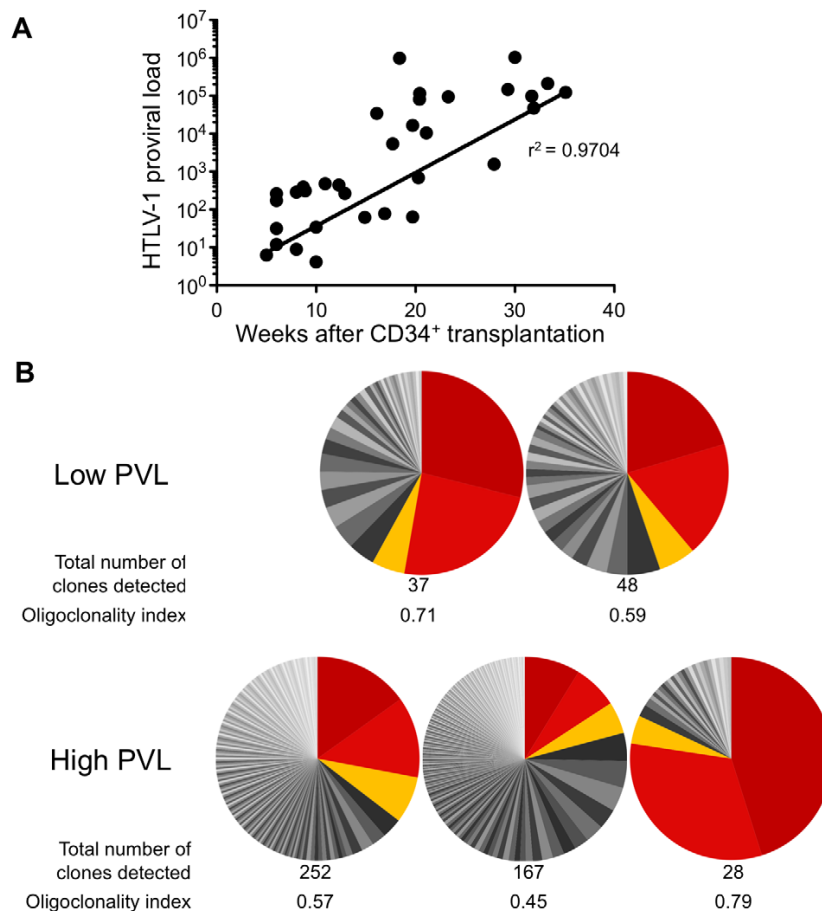 A
HTLV-1 proviral load
10⁷
10⁶
10⁵
10⁴
10³
10²
10¹
10⁰
r² = 0.9704
0 10 20 30 40
Weeks after CD34⁺ transplantation
B
Low PVL
Total number of
clones detected 37 48
Oligoclonality index 0.71 0.59
High PVL
Total number of
clones detected 252 167 28
Oligoclonality index 0.57 0.45 0.79